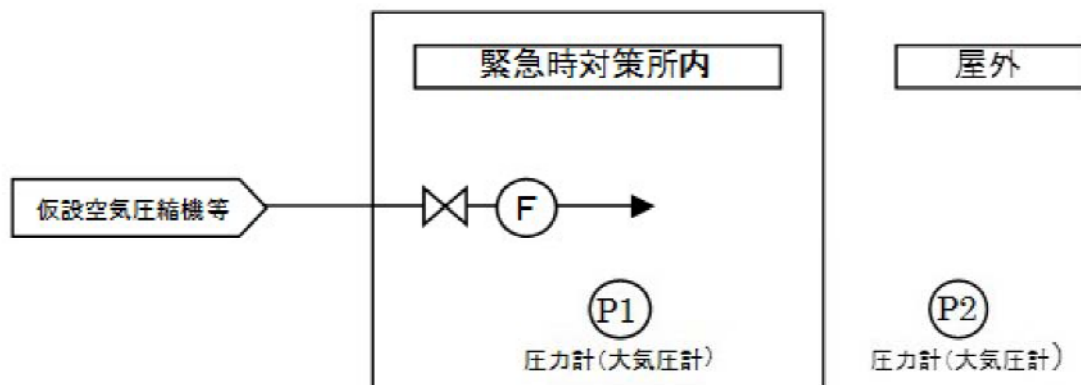 緊急時対策所内
屋外
仮設空気圧縮機等
F
P1
P2
圧力計(大気圧計)
圧力計(大気圧計)